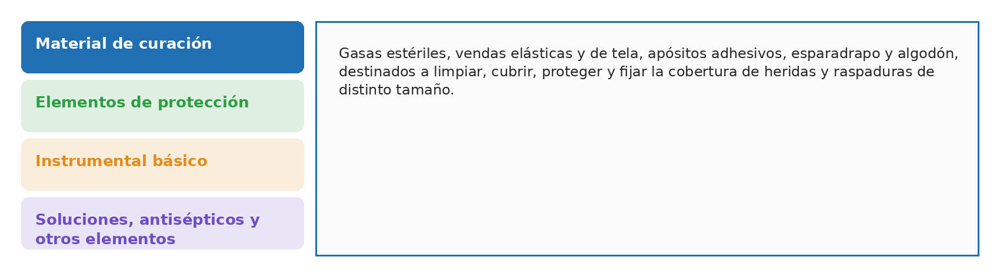 Material de curación
Elementos de protección
Instrumental básico
Soluciones, antisépticos y
otros elementos
Gasas estériles, vendas elásticas y de tela, apósitos adhesivos, esparadrapo y algodón,
destinados a limpiar, cubrir, proteger y fijar la cobertura de heridas y raspaduras de
distinto tamaño.